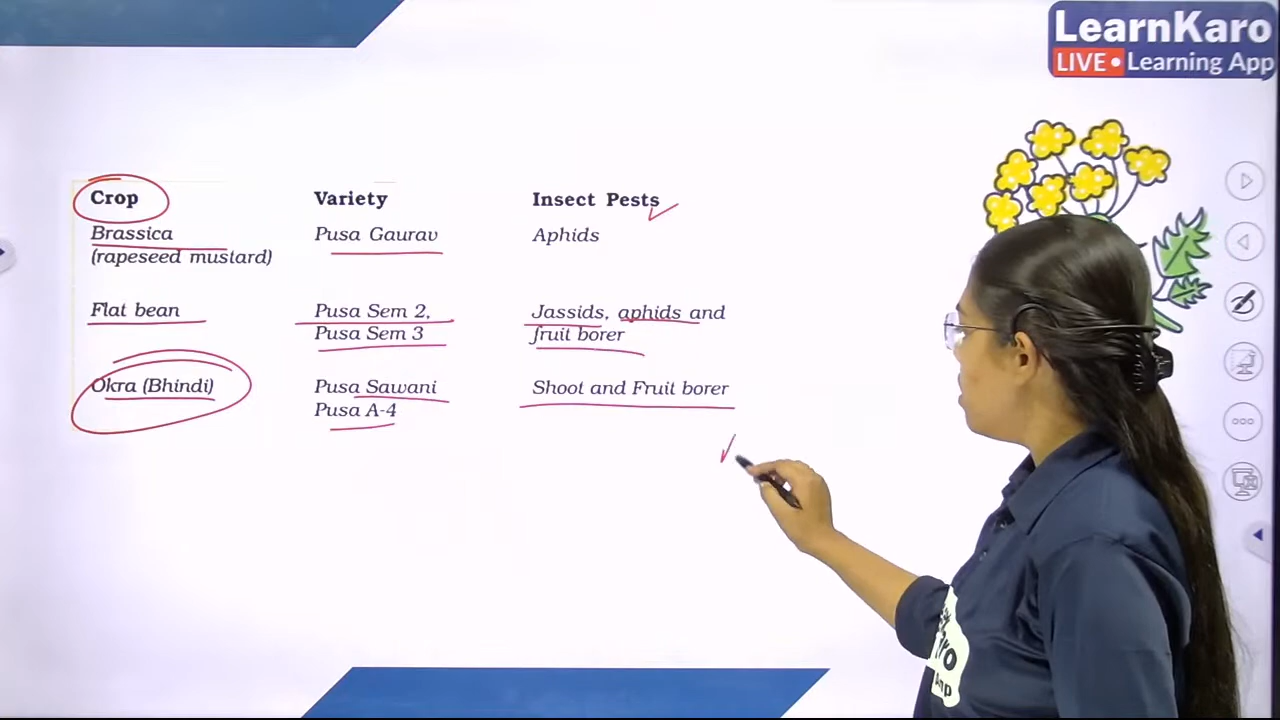 LearnKaro
LIVE • Learning App
Crop Variety Insect Pests
Brassica Pusa Gaurav Aphids
(rapeseed mustard)
Flat bean Pusa Sem 2, Jassids, aphids and
Pusa Sem 3 fruit borer
Okra (Bhindi) Pusa Sawani Shoot and Fruit borer
Pusa A-4